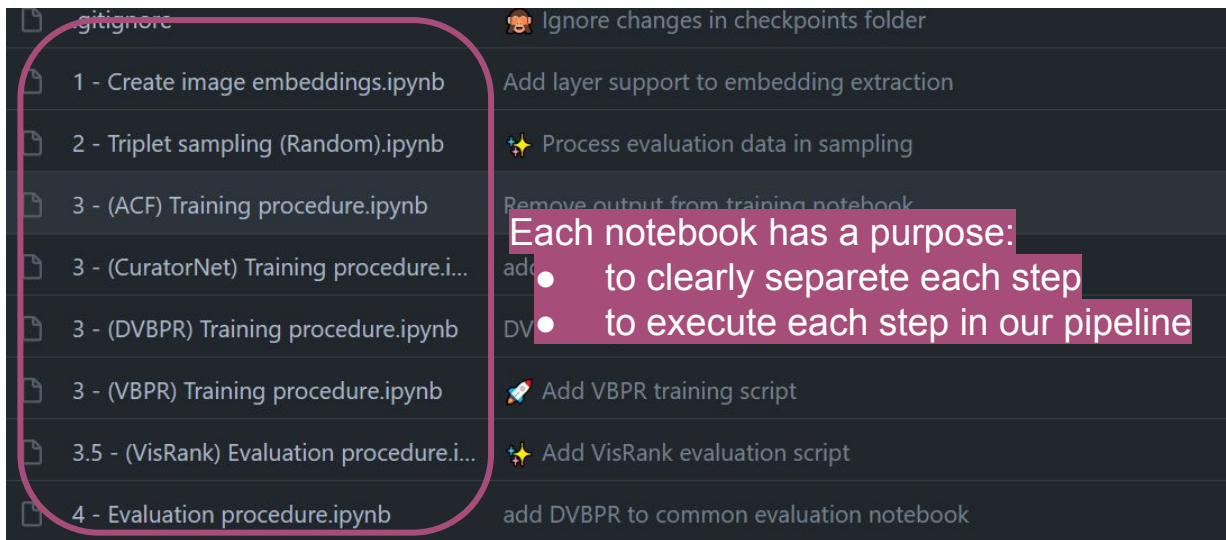 .gitignore 🙈 Ignore changes in checkpoints folder
1 - Create image embeddings.ipynb Add layer support to embedding extraction
2 - Triplet sampling (Random).ipynb ✨ Process evaluation data in sampling
3 - (ACF) Training procedure.ipynb Remove output from training notebook
Each notebook has a purpose:
3 - (CuratorNet) Training procedure.i... ad
● to clearly separete each step
3 - (DVBPR) Training procedure.ipynb DV
● to execute each step in our pipeline
3 - (VBPR) Training procedure.ipynb 🚀 Add VBPR training script
3.5 - (VisRank) Evaluation procedure.i... ✨ Add VisRank evaluation script
4 - Evaluation procedure.ipynb add DVBPR to common evaluation notebook